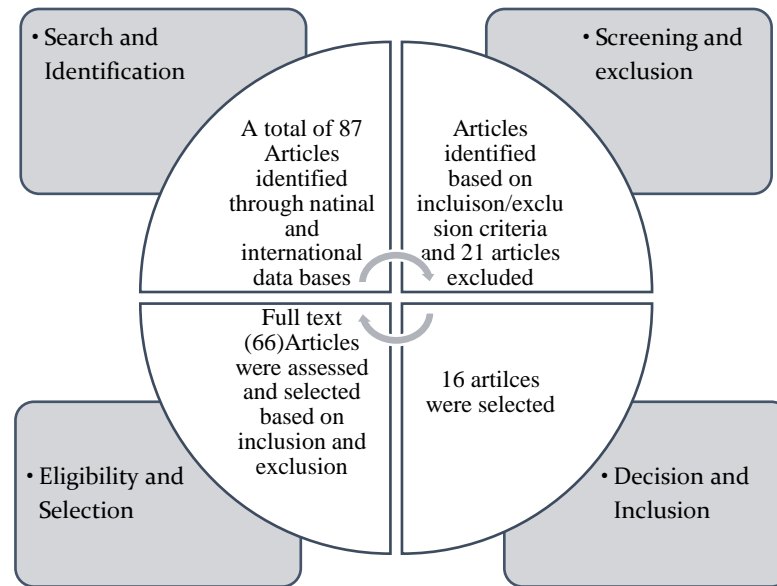 • Search and
Identification
A total of 87
Articles
identified
through natinal
and
international
data bases
• Screening and
exclusion
Articles
identified
based on
incluison/exclu
sion criteria
and 21 articles
excluded
• Eligibility and
Selection
Full text
(66)Articles
were assessed
and selected
based on
inclusion and
exclusion
16 artilces
were selected
• Decision and
Inclusion